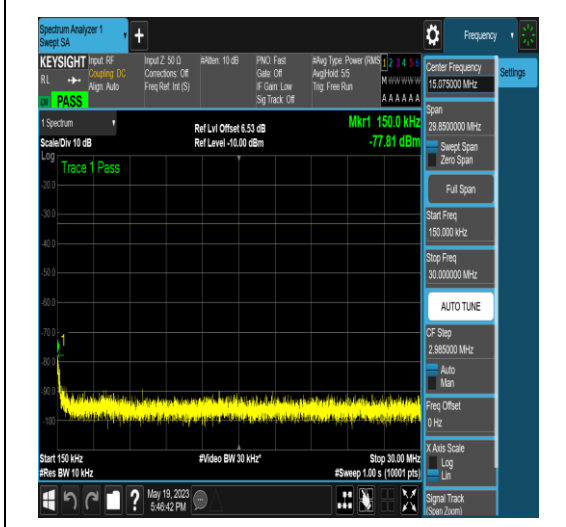 Spectrum Analyzer 1
Swept SA
+
Frequency
KEYSIGHT
RL
Input: RF
Coupling: DC
Align: Auto
Input Z: 50 Ω
Corrections: Off
Freq Ref: Int (S)
#Atten: 10 dB
PNO: Fast
Gate: Off
IF Gain: Low
Sig Track: Off
#Avg Type: Power (RMS
Avg|Hold: 5/5
Trig: Free Run
1 2 3 4 5 6
M W W W W W
A A A A A A
PASS
1 Spectrum
Scale/Div 10 dB
Ref Lvl Offset 6.53 dB
Ref Level -10.00 dBm
Mkr1 150.0 kHz
-77.81 dBm
Log
Trace 1 Pass
-20.0
-30.0
-40.0
-50.0
-60.0
-70.0
-80.0
-90.0
-100
1
Start 150 kHz
#Res BW 10 kHz
#Video BW 30 kHz*
Stop 30.00 MHz
#Sweep 1.00 s (10001 pts)
May 19, 2023
5:46:42 PM
?
Center Frequency
15.075000 MHz
Settings
Span
29.8500000 MHz
Swept Span
Zero Span
Full Span
Start Freq
150.000 kHz
Stop Freq
30.000000 MHz
AUTO TUNE
CF Step
2.985000 MHz
Auto
Man
Freq Offset
0 Hz
X Axis Scale
Log
Lin
Signal Track
(Span Zoom)